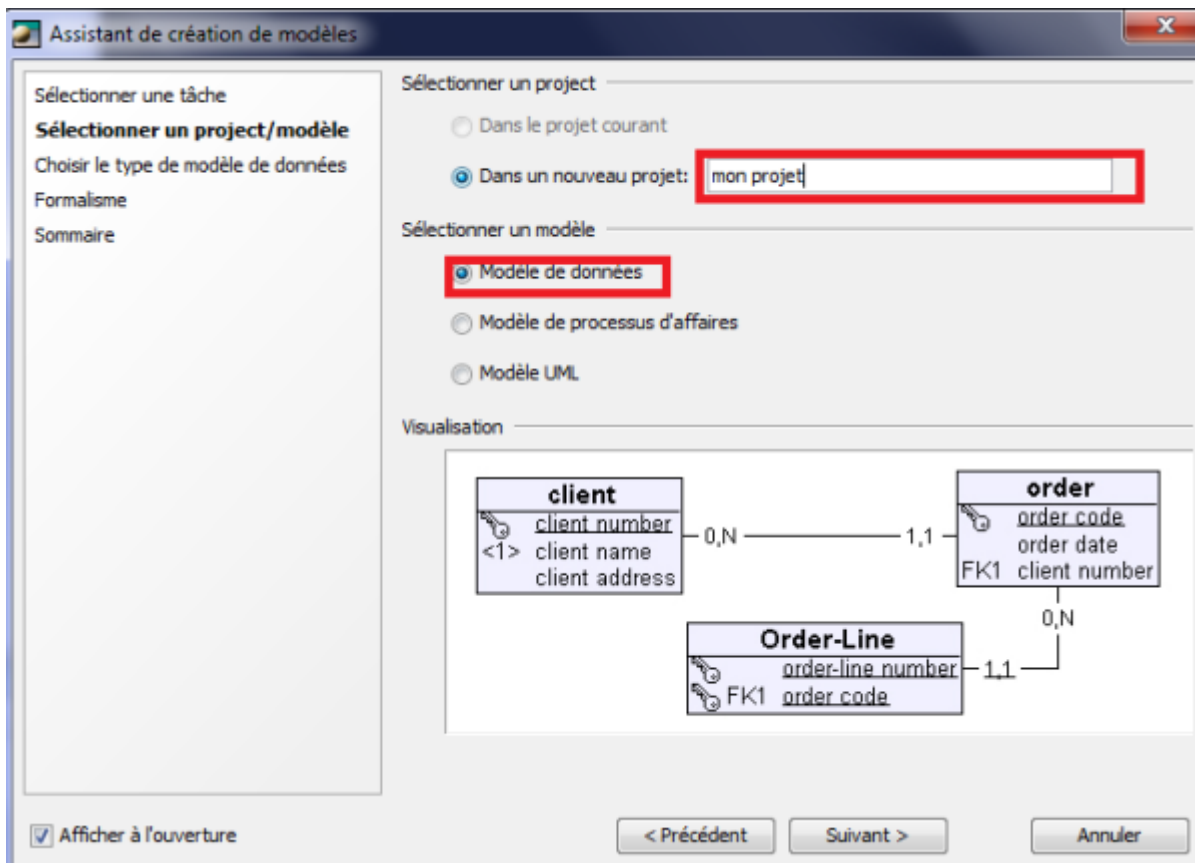 Assistant de création de modèles
Sélectionner une tâche
Sélectionner un project/modèle
Choisir le type de modèle de données
Formalisme
Sommaire
Sélectionner un project
Dans le projet courant
Dans un nouveau projet: mon projet
Sélectionner un modèle
Modèle de données
Modèle de processus d'affaires
Modèle UML
Visualisation
client
client number
<1> client name
client address
0,N
1,1
order
order code
order date
FK1 client number
0,N
Order-Line
order-line number
FK1 order code
1,1
Afficher à l'ouverture
< Précédent
Suivant >
Annuler